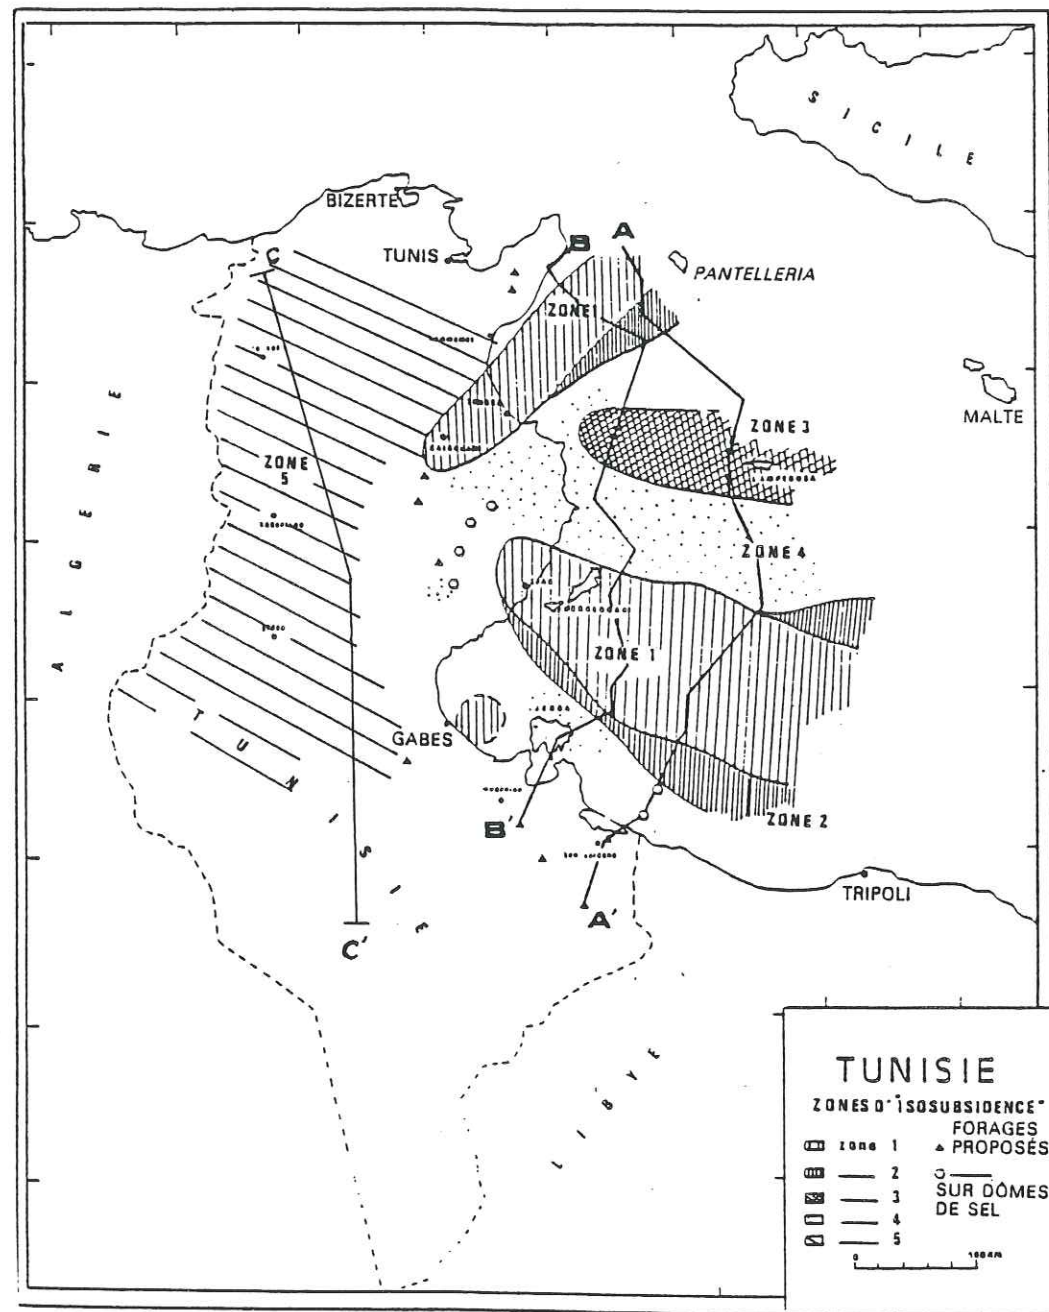 SICILE
BIZERTE
TUNIS
C
B
A
PANTELLERIA
ZONE 1
MALTE
ZONE 3
ALGERIE
ZONE
5
ZONE 4
ZONE 1
GABES
TUNISIE
B'
ZONE 2
TRIPOLI
A'
C'
LIBYE
TUNISIE
ZONES D'"ISOSUBSIDENCE"
zone 1
2
3
4
5
FORAGES
PROPOSÉS
SUR DÔMES
DE SEL
0 100 Km